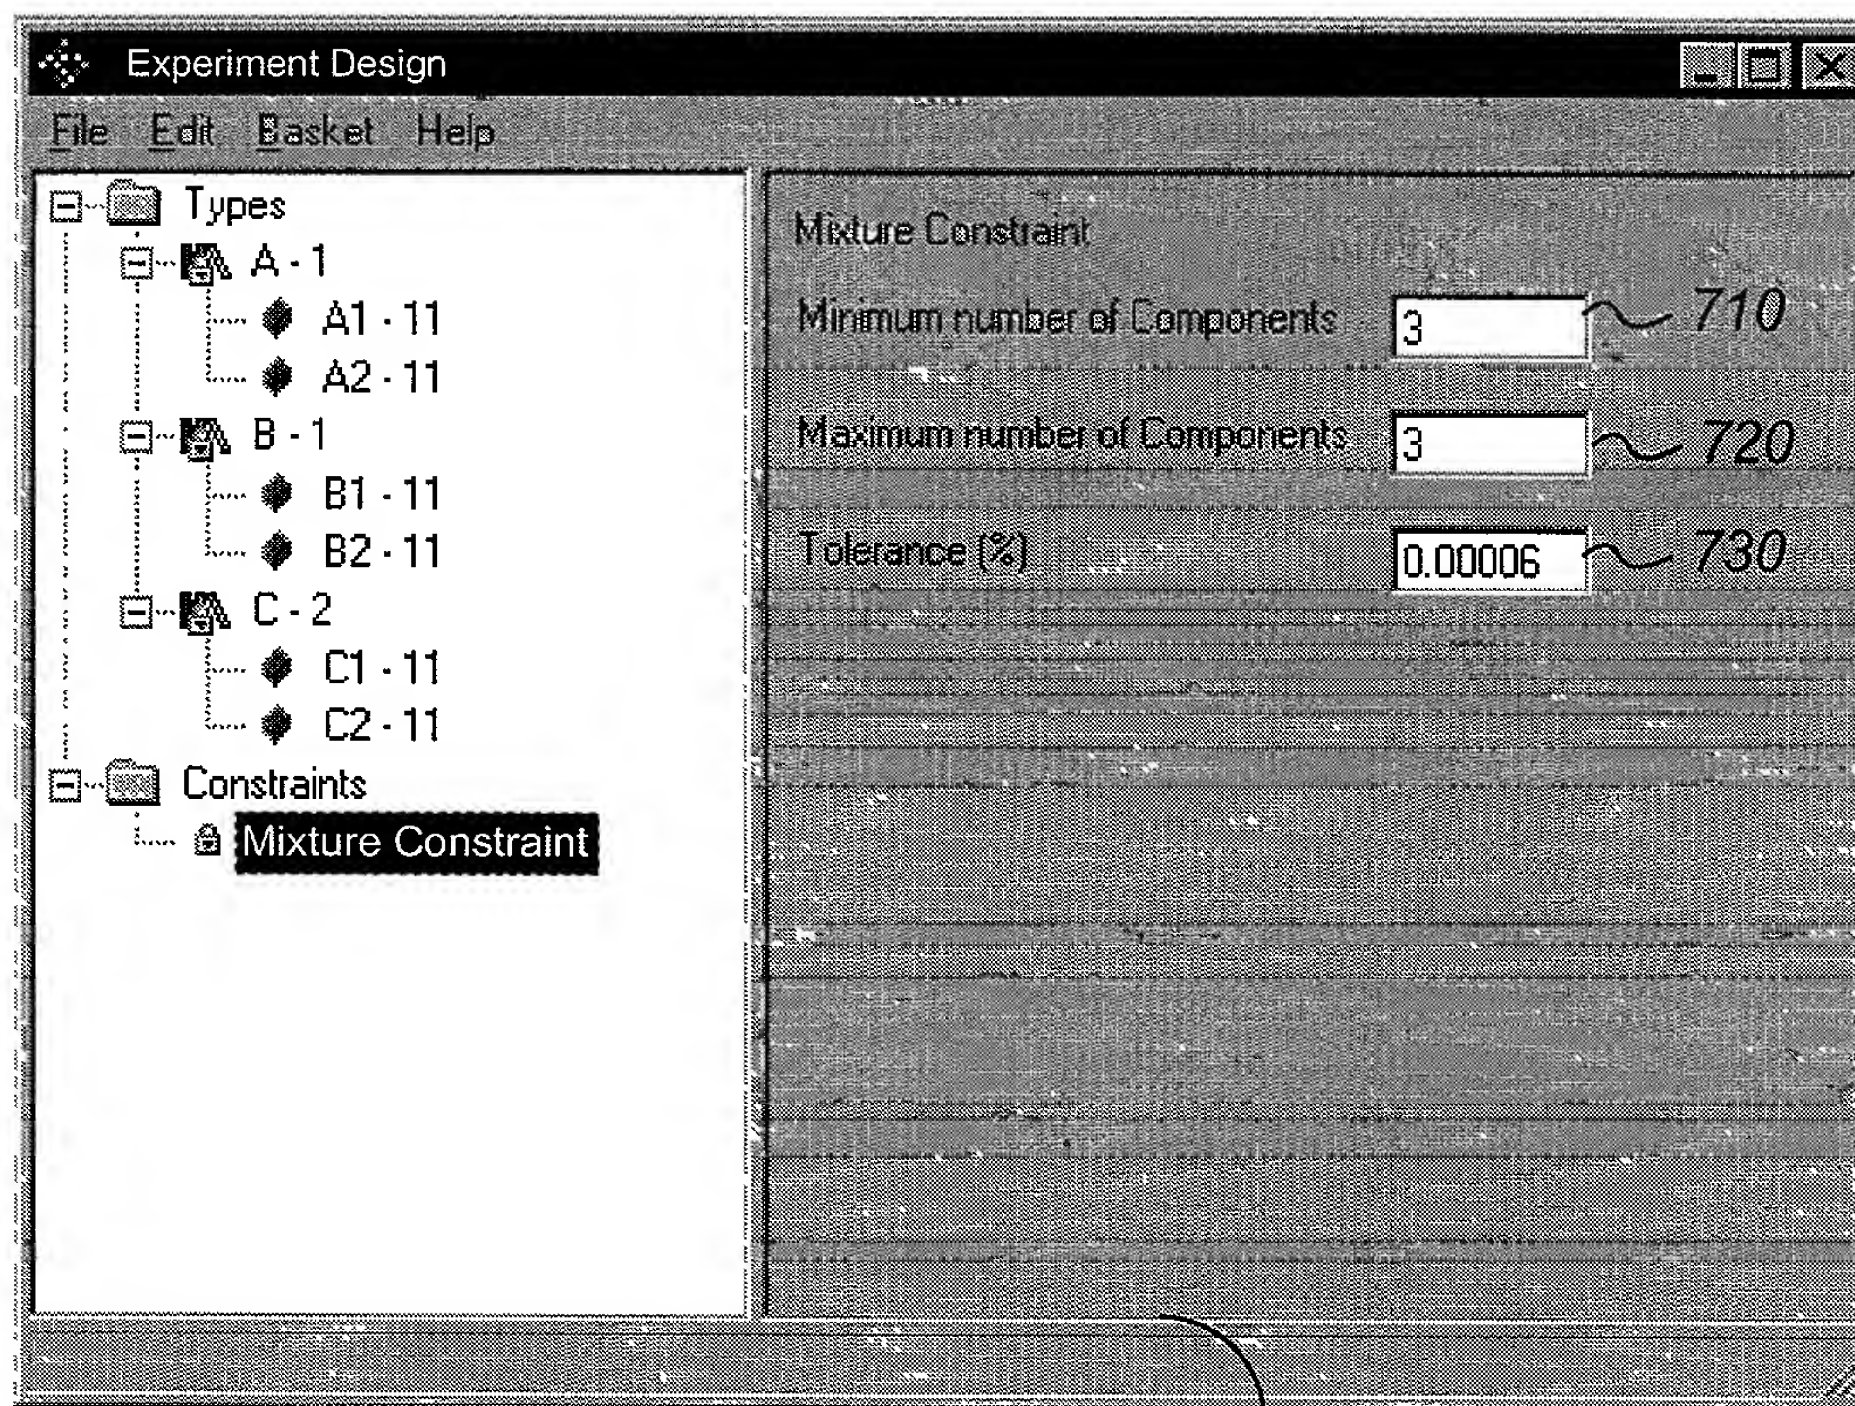 Experiment Design
File Edit Basket Help
Types
A - 1
A1 - 11
A2 - 11
B - 1
B1 - 11
B2 - 11
C - 2
C1 - 11
C2 - 11
Constraints
Mixture Constraint
Mixture Constraint
Minimum number of Components 3 710
Maximum number of Components 3 720
Tolerance (%) 0.00006 730